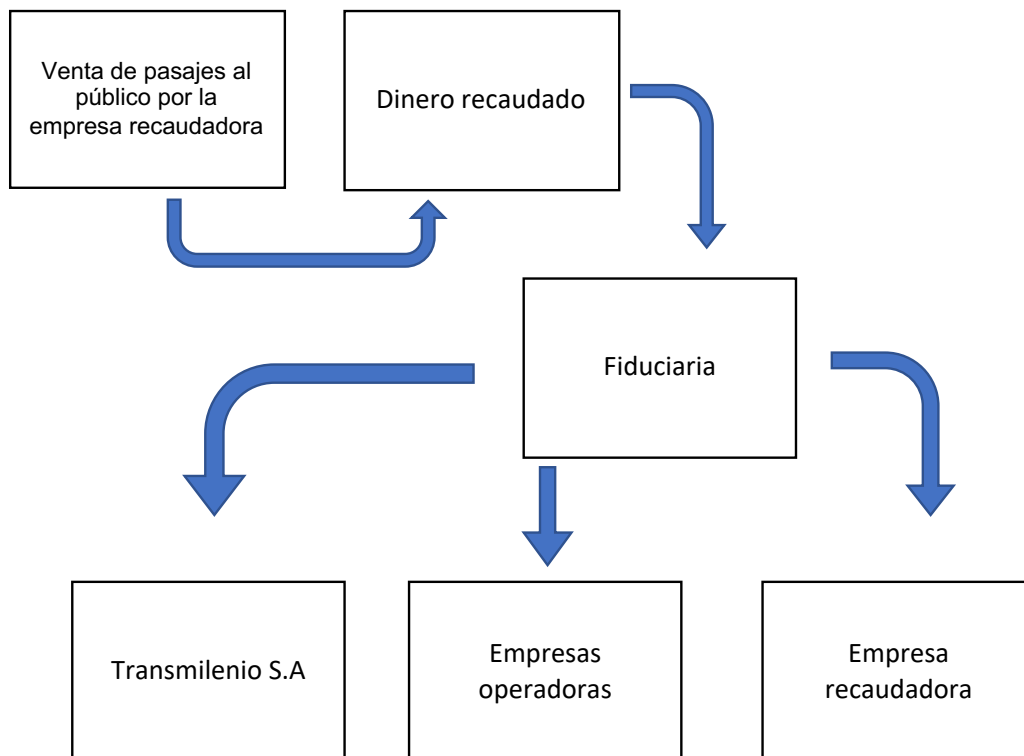 Venta de pasajes al
público por la
empresa recaudadora
Dinero recaudado
Fiduciaria
Transmilenio S.A
Empresas
operadoras
Empresa
recaudadora